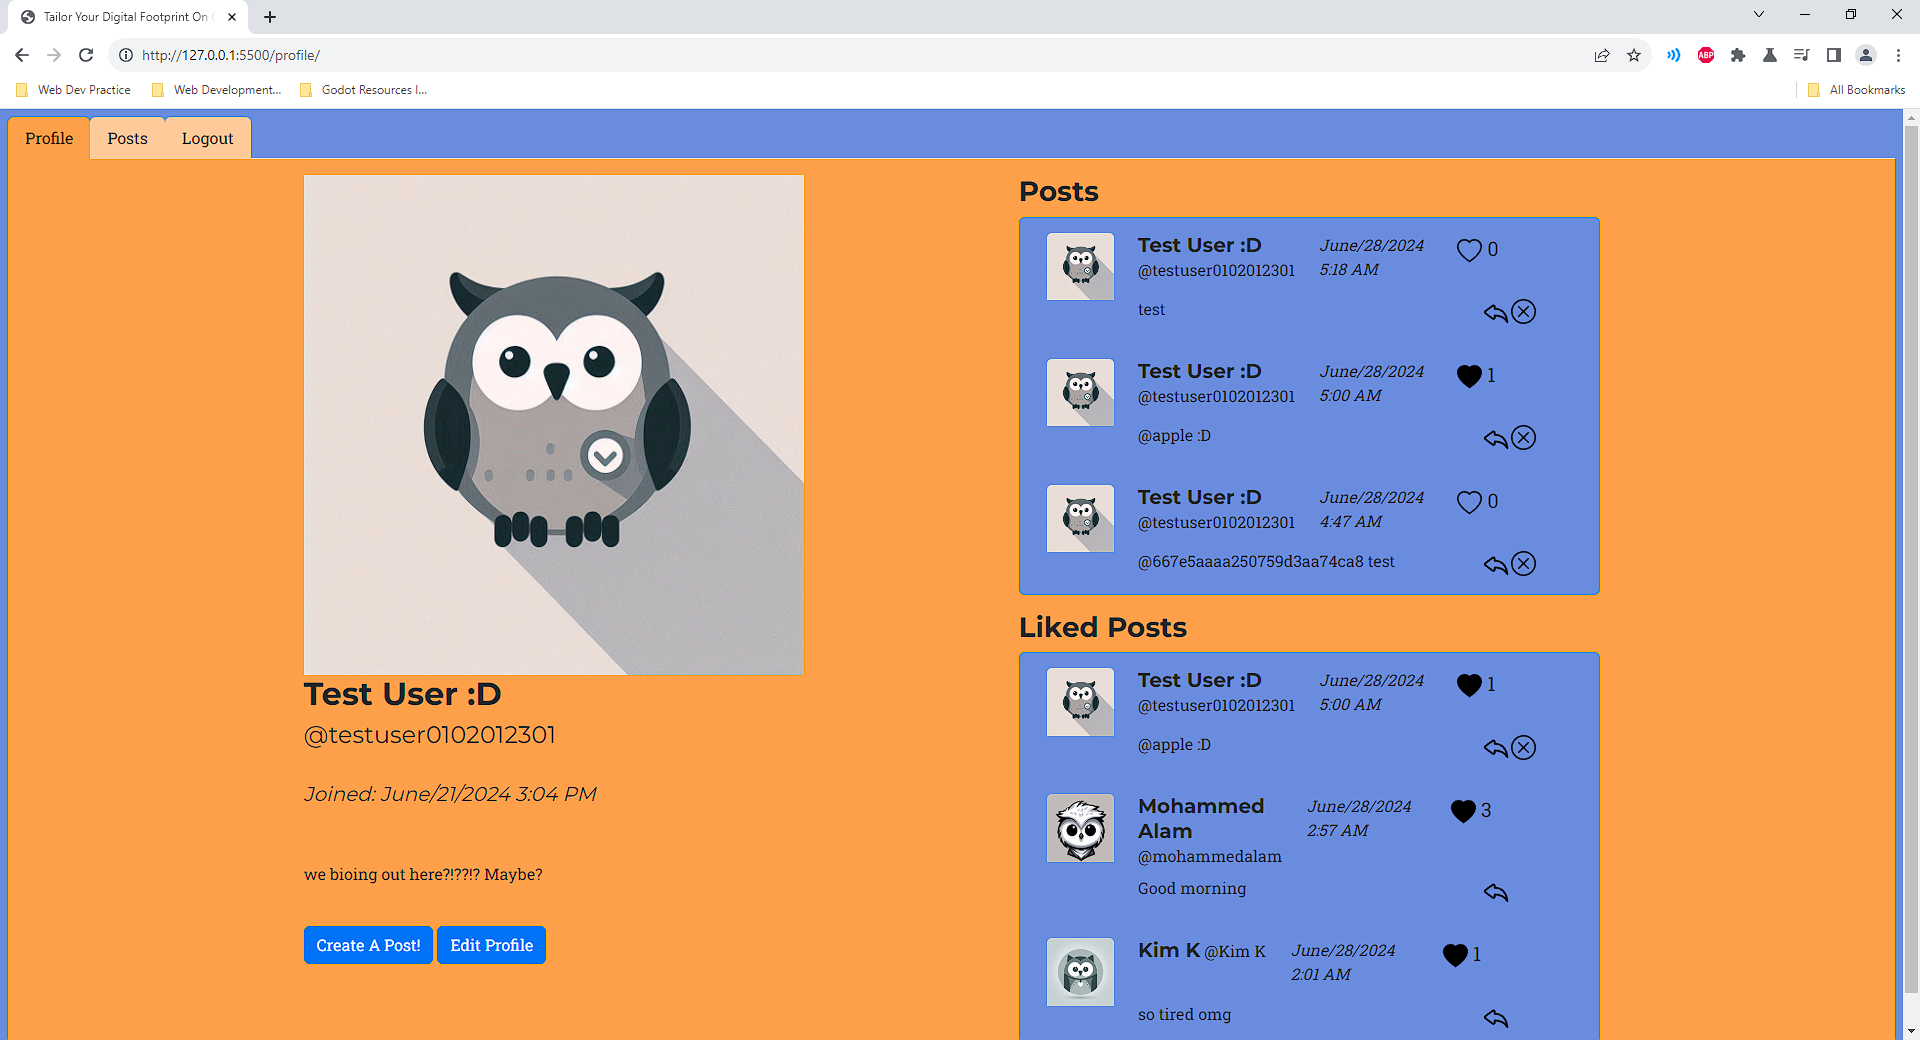 Tailor Your Digital Footprint On
http://127.0.0.1:5500/profile/
ABP
Web Dev Practice
Web Development...
Godot Resources I...
All Bookmarks
Profile
Posts
Logout
Test User :D
@testuser0102012301
Joined: June/21/2024 3:04 PM
we bioing out here?!??!? Maybe?
Create A Post!
Edit Profile
Posts
Test User :D
@testuser0102012301
June/28/2024
5:18 AM
0
test
Test User :D
@testuser0102012301
June/28/2024
5:00 AM
1
@apple :D
Test User :D
@testuser0102012301
June/28/2024
4:47 AM
0
@667e5aaaa250759d3aa74ca8 test
Liked Posts
Test User :D
@testuser0102012301
June/28/2024
5:00 AM
1
@apple :D
Mohammed
Alam
@mohammedalam
June/28/2024
2:57 AM
3
Good morning
Kim K @Kim K
June/28/2024
2:01 AM
1
so tired omg